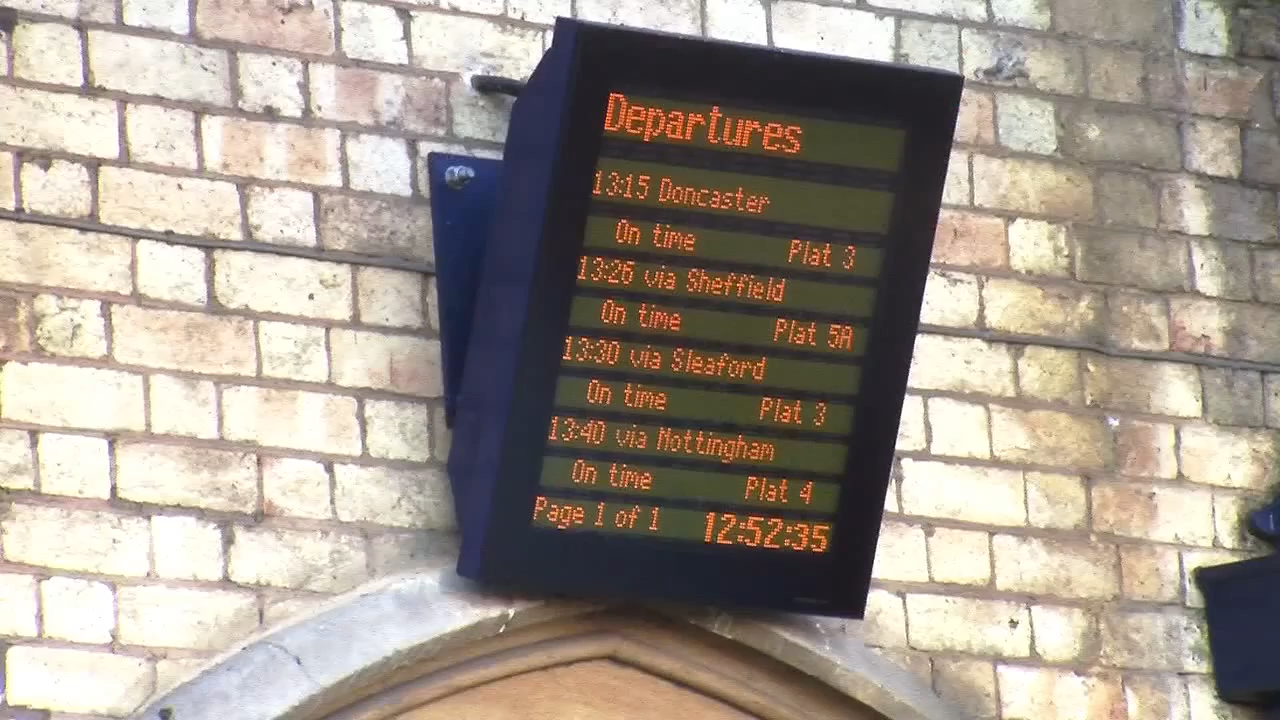 Departures
13:15 Doncaster
On time Plat 3
13:26 via Sheffield
On time Plat 5A
13:30 via Sleaford
On time Plat 3
13:40 via Nottingham
On time Plat 4
Page 1 of 1 12:52:35